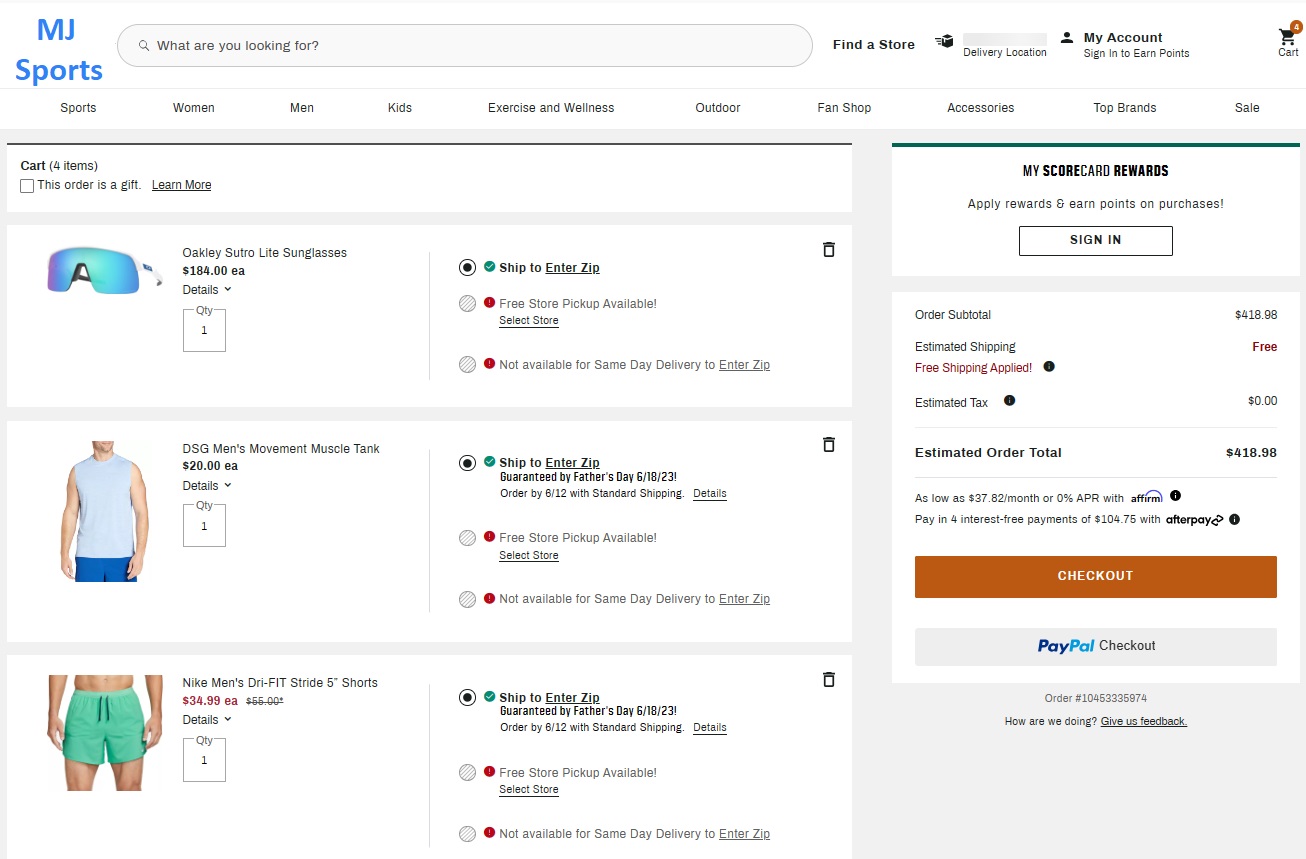 MJ
Sports
What are you looking for?
Find a Store
Delivery Location
My Account
Sign In to Earn Points
4
Cart
Sports Women Men Kids Exercise and Wellness Outdoor Fan Shop Accessories Top Brands Sale
Cart (4 items)
This order is a gift. Learn More
Oakley Sutro Lite Sunglasses
$184.00 ea
Details
Qty
1
Ship to Enter Zip
Free Store Pickup Available!
Select Store
Not available for Same Day Delivery to Enter Zip
DSG Men's Movement Muscle Tank
$20.00 ea
Details
Qty
1
Ship to Enter Zip
Guaranteed by Father's Day 6/18/23!
Order by 6/12 with Standard Shipping. Details
Free Store Pickup Available!
Select Store
Not available for Same Day Delivery to Enter Zip
Nike Men's Dri-FIT Stride 5" Shorts
$34.99 ea $55.00*
Details
Qty
1
Ship to Enter Zip
Guaranteed by Father's Day 6/18/23!
Order by 6/12 with Standard Shipping. Details
Free Store Pickup Available!
Select Store
Not available for Same Day Delivery to Enter Zip
MY SCORECARD REWARDS
Apply rewards & earn points on purchases!
SIGN IN
Order Subtotal $418.98
Estimated Shipping Free
Free Shipping Applied!
Estimated Tax $0.00
Estimated Order Total $418.98
As low as $37.82/month or 0% APR with affirm
Pay in 4 interest-free payments of $104.75 with afterpay
CHECKOUT
PayPal Checkout
Order #10453335974
How are we doing? Give us feedback.